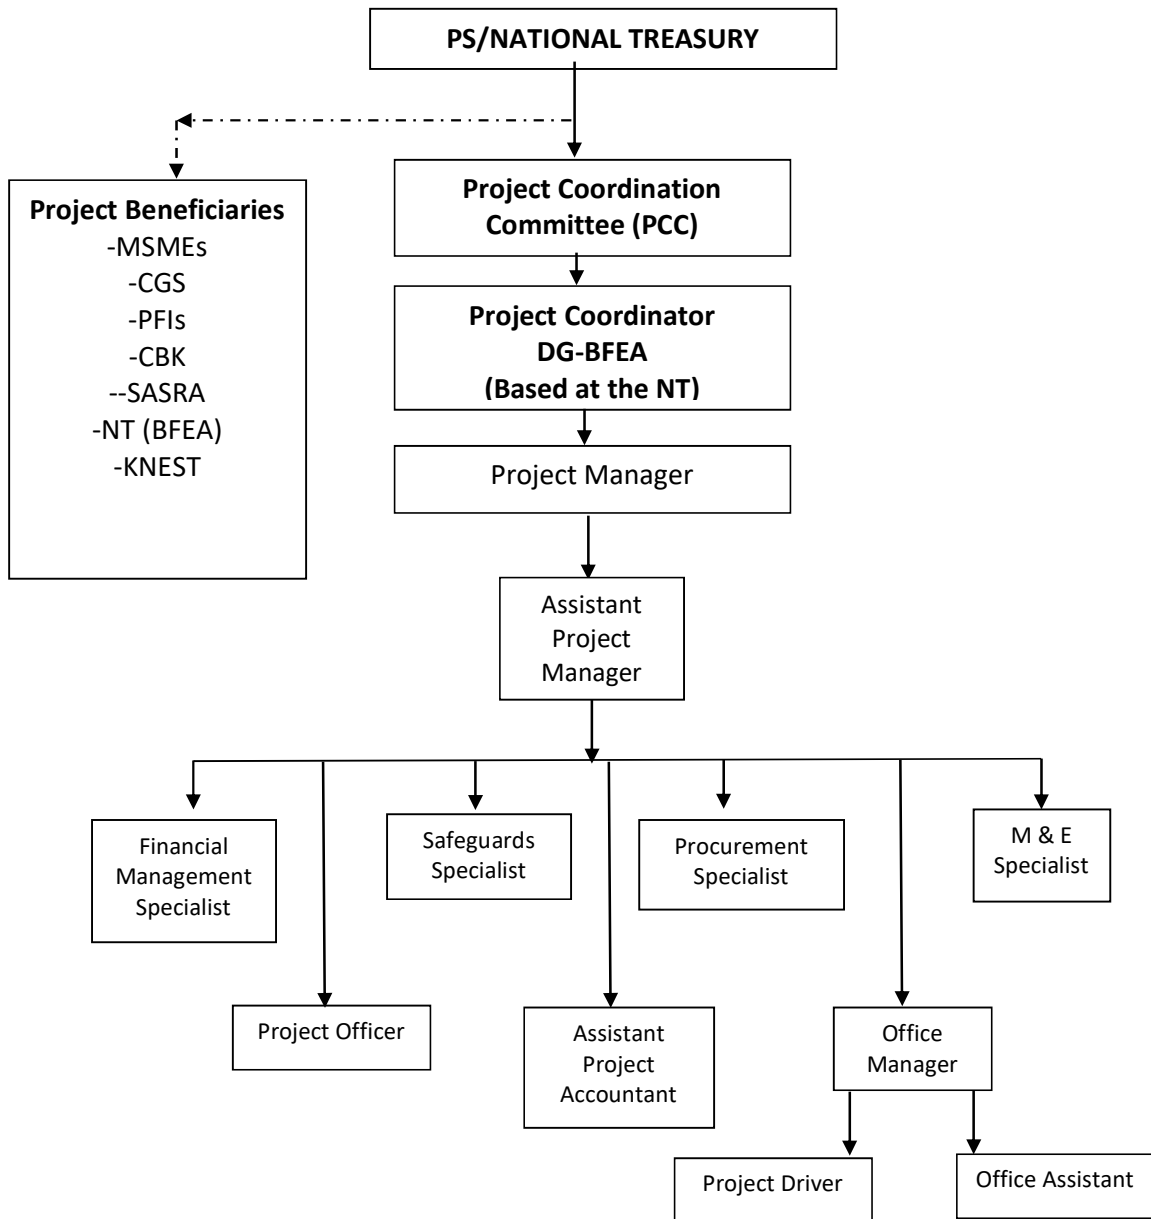 PS/NATIONAL TREASURY
Project Beneficiaries
-MSMEs
-CGS
-PFIs
-CBK
--SASRA
-NT (BFEA)
-KNEST
Project Coordination
Committee (PCC)
Project Coordinator
DG-BFEA
(Based at the NT)
Project Manager
Assistant
Project
Manager
Financial
Management
Specialist
Safeguards
Specialist
Procurement
Specialist
M & E
Specialist
Project Officer
Assistant
Project
Accountant
Office
Manager
Project Driver
Office Assistant